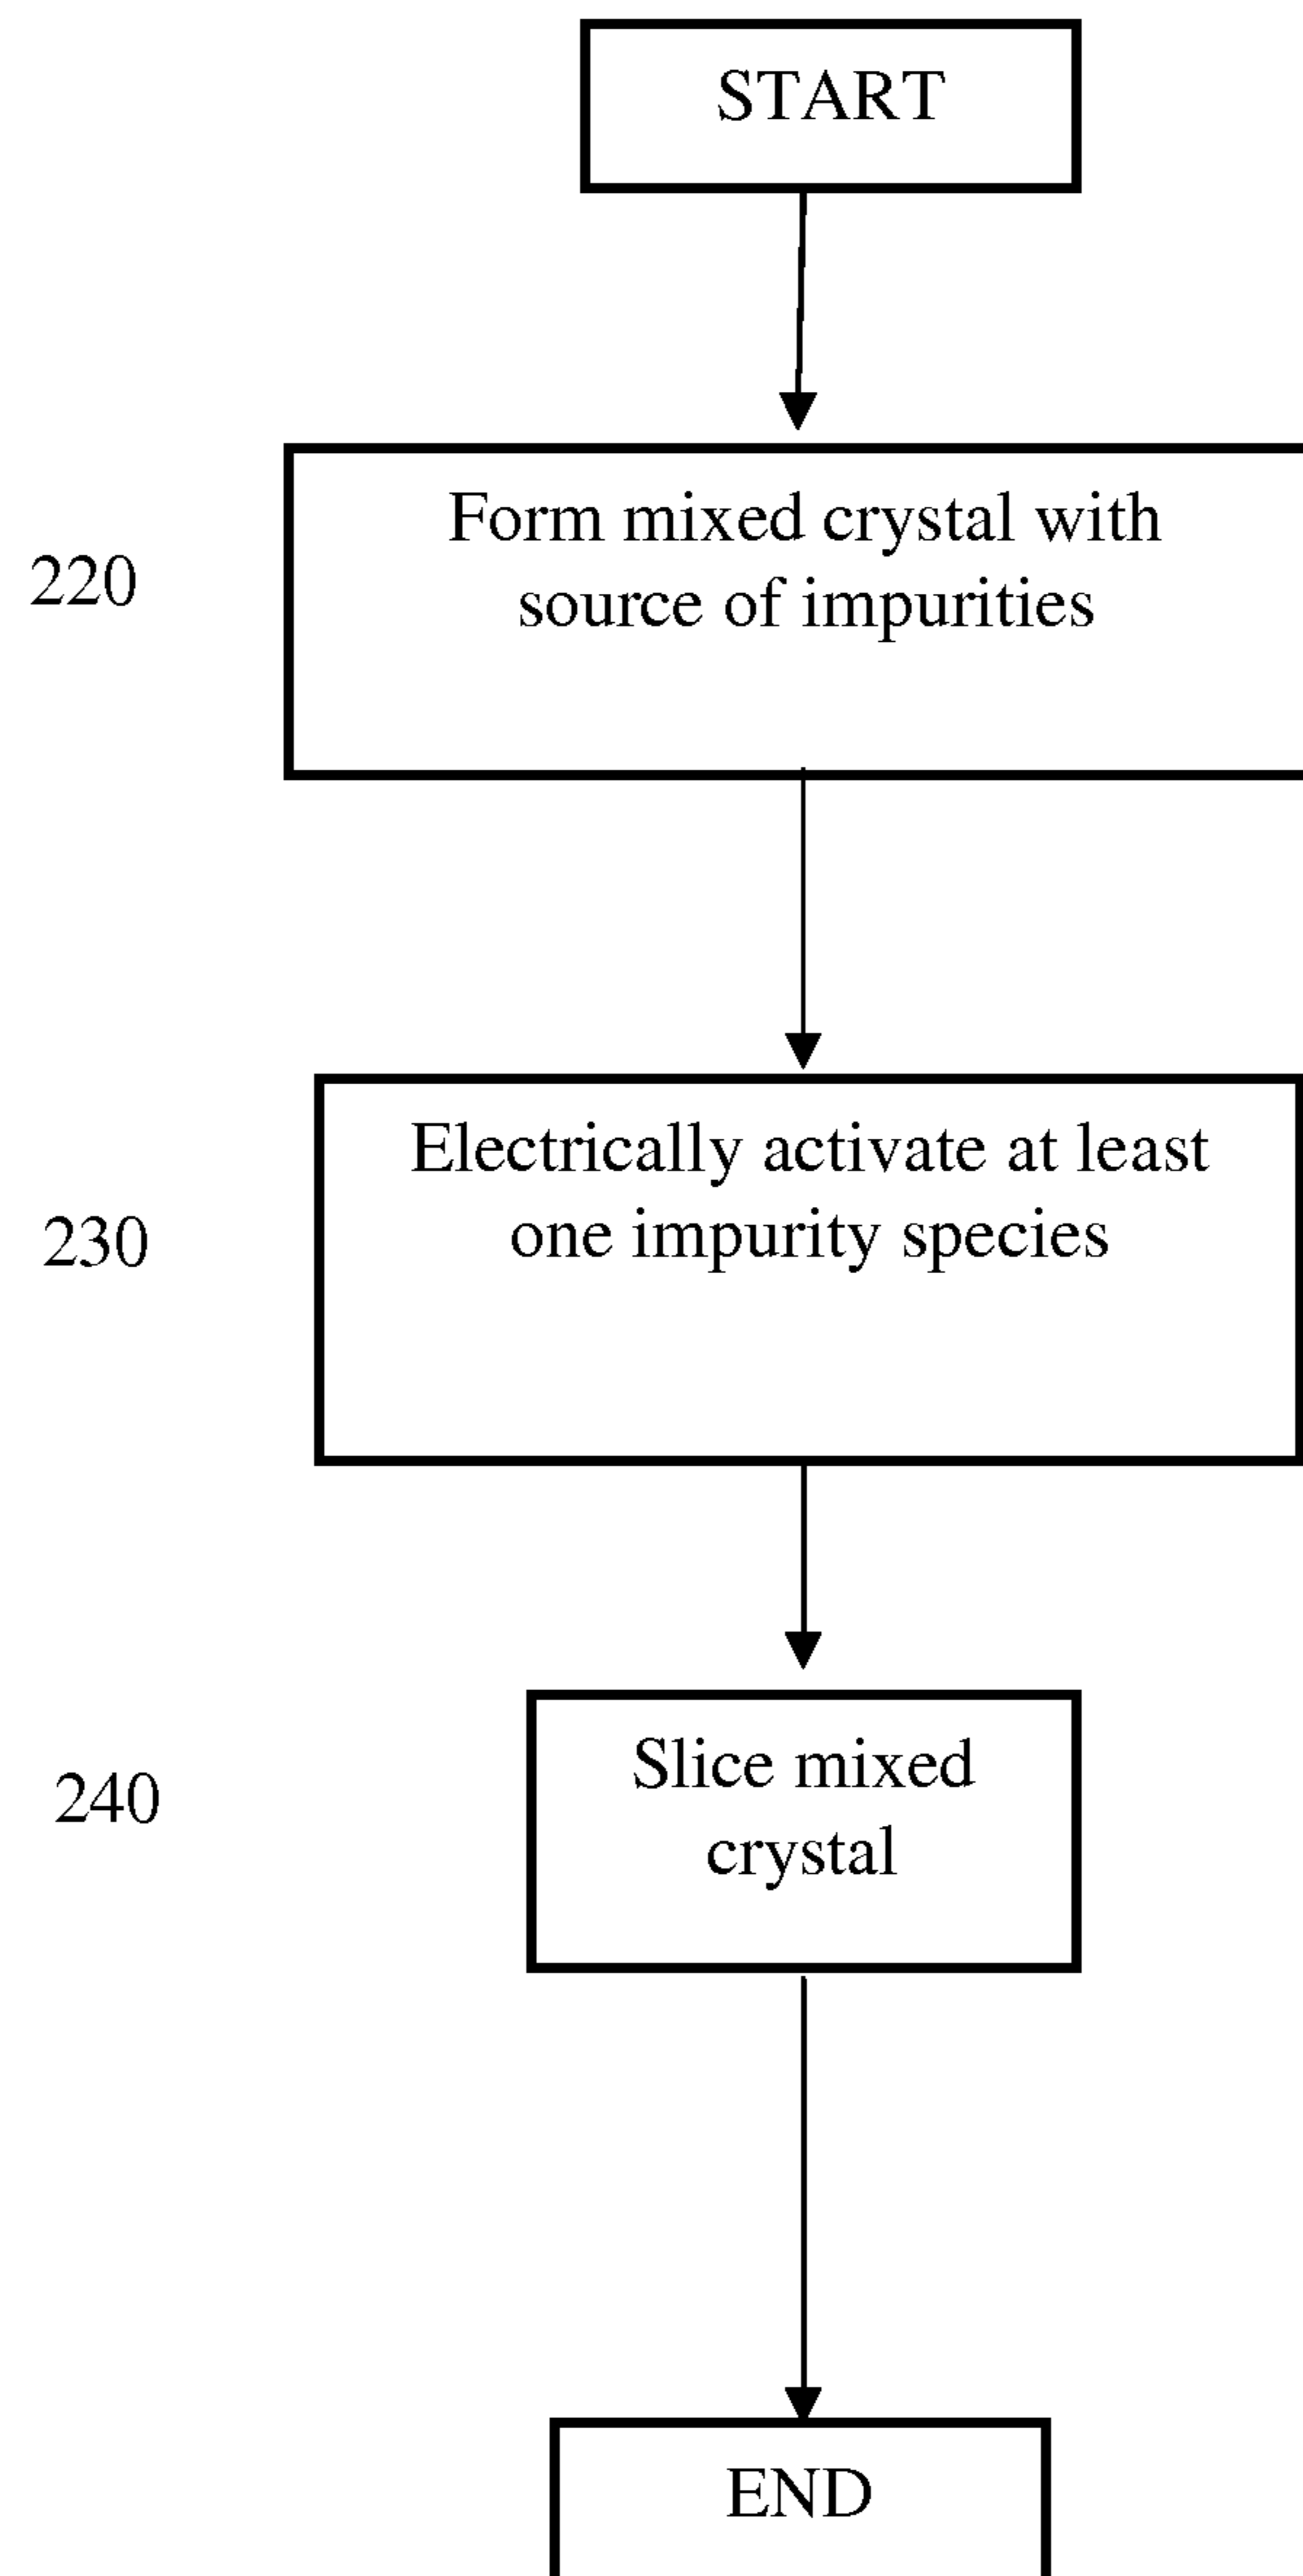 START
Form mixed crystal with
220
source of impurities
Electrically activate at least
230
one impurity species
Slice mixed
240
crystal
END